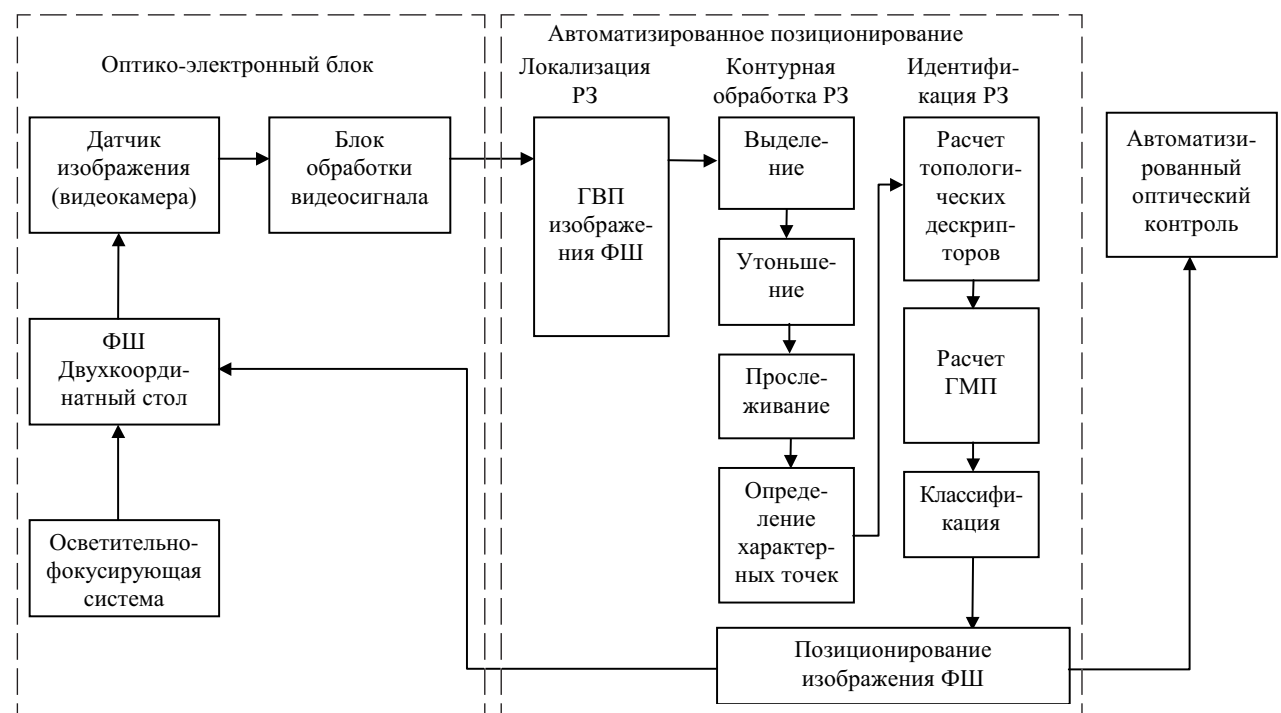 Оптико-электронный блок
Датчик
изображения
(видеокамера)
Блок
обработки
видеосигнала
ФШ
Двухкоорди-
натный стол
Осветительно-
фокусирующая
система
Автоматизированное позиционирование
Локализация
РЗ
ГВП
изображе-
ния ФШ
Контурная
обработка РЗ
Выделе-
ние
Утоньше-
ние
Просле-
живание
Опреде-
ление
характер-
ных точек
Идентифи-
кация РЗ
Расчет
топологи-
ческих
дескрип-
торов
Расчет
ГМП
Классифи-
кация
Позиционирование
изображения ФШ
Автоматизи-
рованный
оптический
контроль